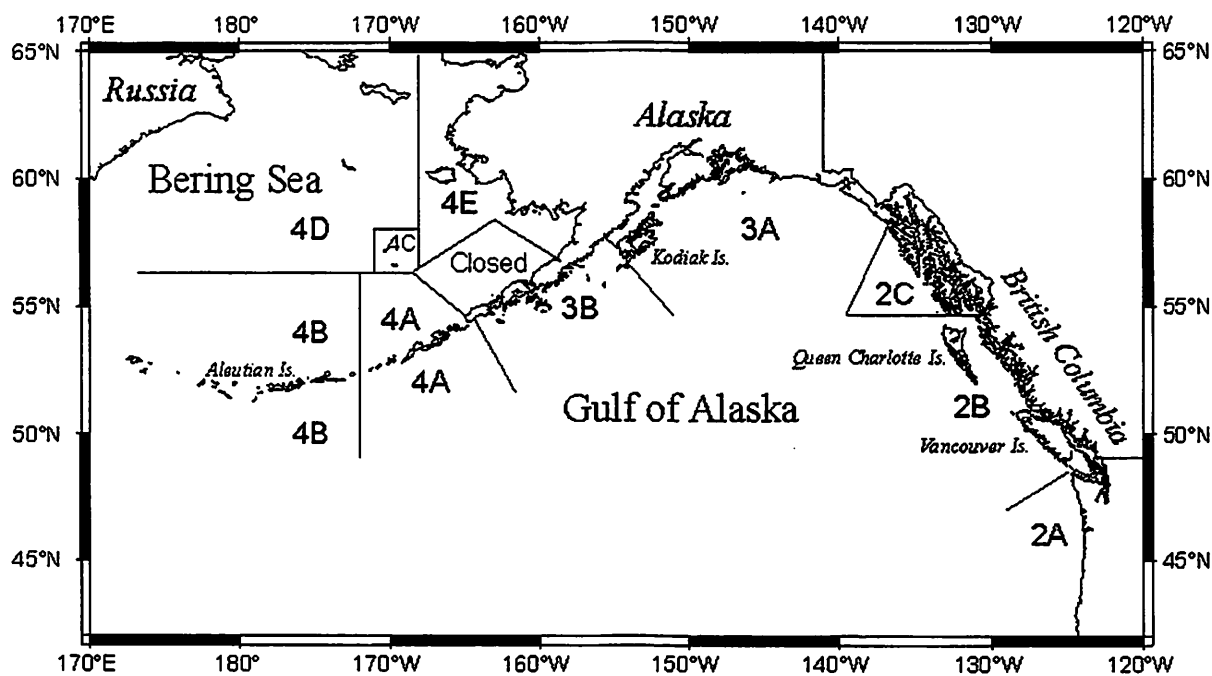 170°E 180° 170°W 160°W 150°W 140°W 130°W 120°W
65°N 65°N
Russia
Alaska
60°N 60°N
Bering Sea
4E
4D
4C
3A
Closed
Kodiak Is.
British Columbia
2C
55°N 55°N
3B
4B
4A
Aleutian Is.
4A
Queen Charlotte Is.
Gulf of Alaska
2B
4B
50°N 50°N
Vancouver Is.
2A
45°N 45°N
170°E 180° 170°W 160°W 150°W 140°W 130°W 120°W